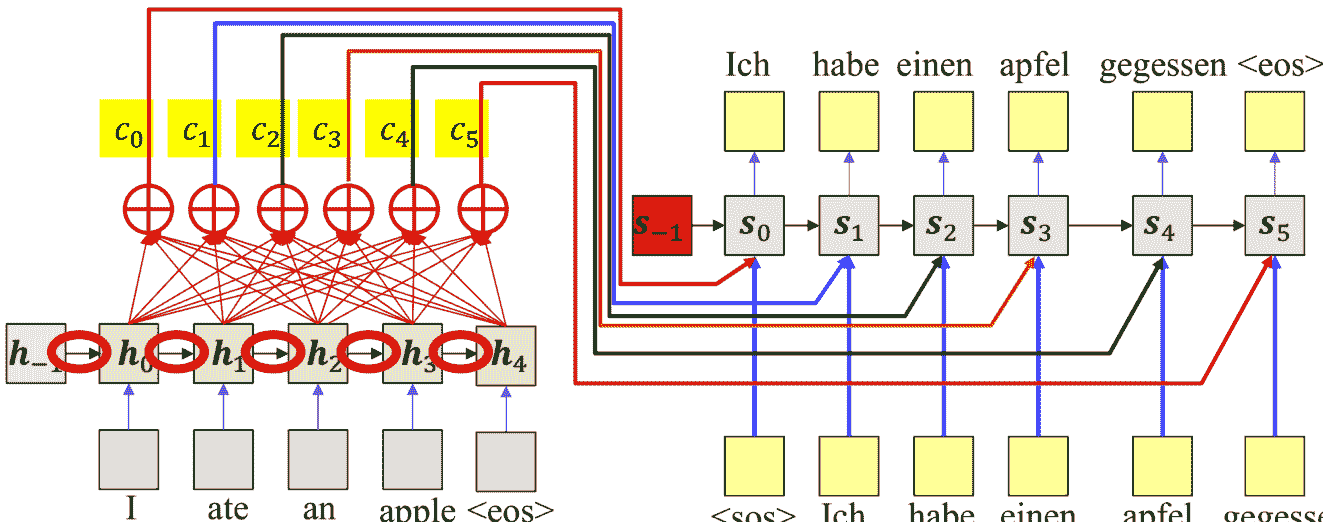 Ich habe einen apfel gegessen <eos>
c₀ c₁ c₂ c₃ c₄ c₅
s₋₁ s₀ s₁ s₂ s₃ s₄ s₅
h₋₁ h₀ h₁ h₂ h₃ h₄
I ate an apple <eos>
<sos> Ich habe einen apfel gegesse